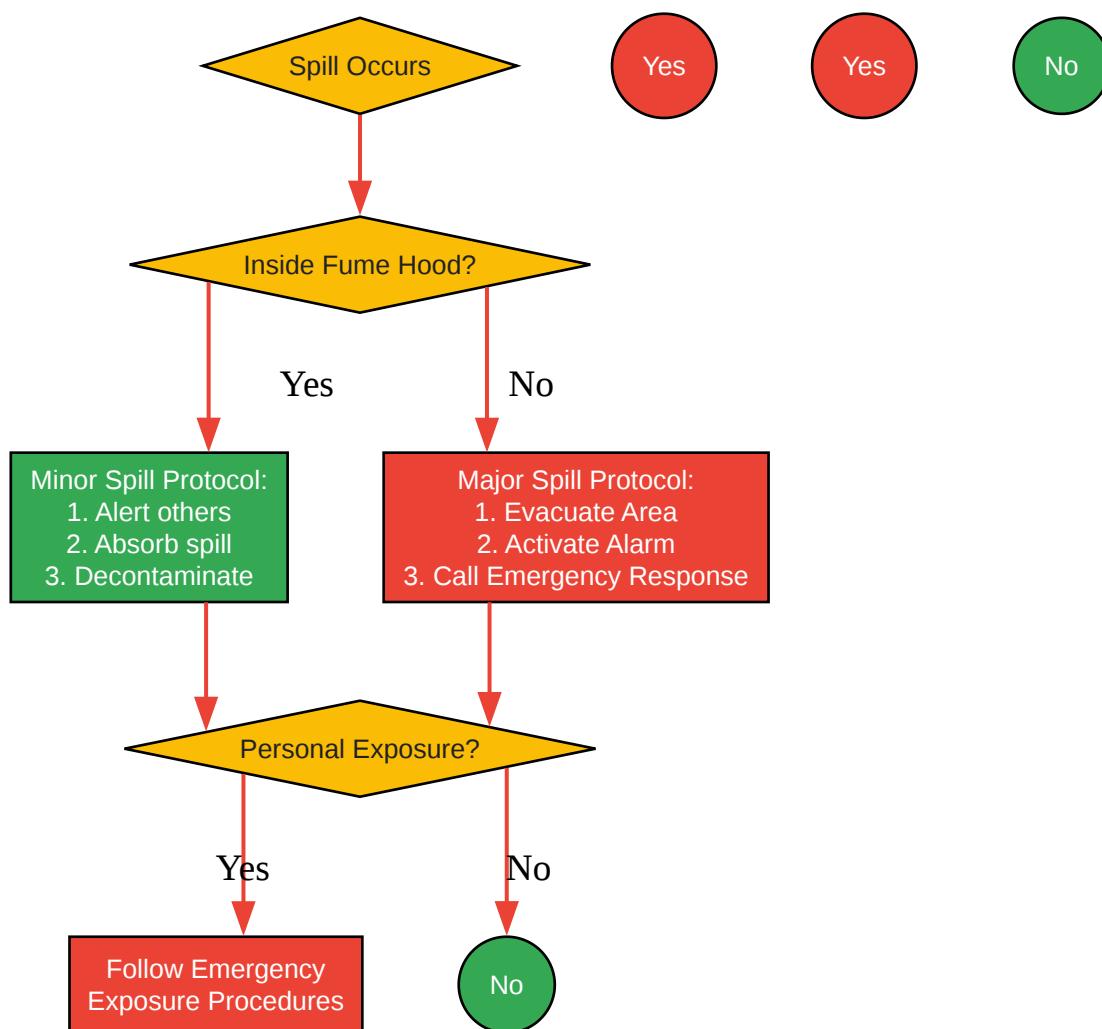 Spill Occurs
Yes
Yes
No
Inside Fume Hood?
Yes
No
Minor Spill Protocol:
1. Alert others
2. Absorb spill
3. Decontaminate
Major Spill Protocol:
1. Evacuate Area
2. Activate Alarm
3. Call Emergency Response
Personal Exposure?
Yes
No
Follow Emergency
Exposure Procedures
No